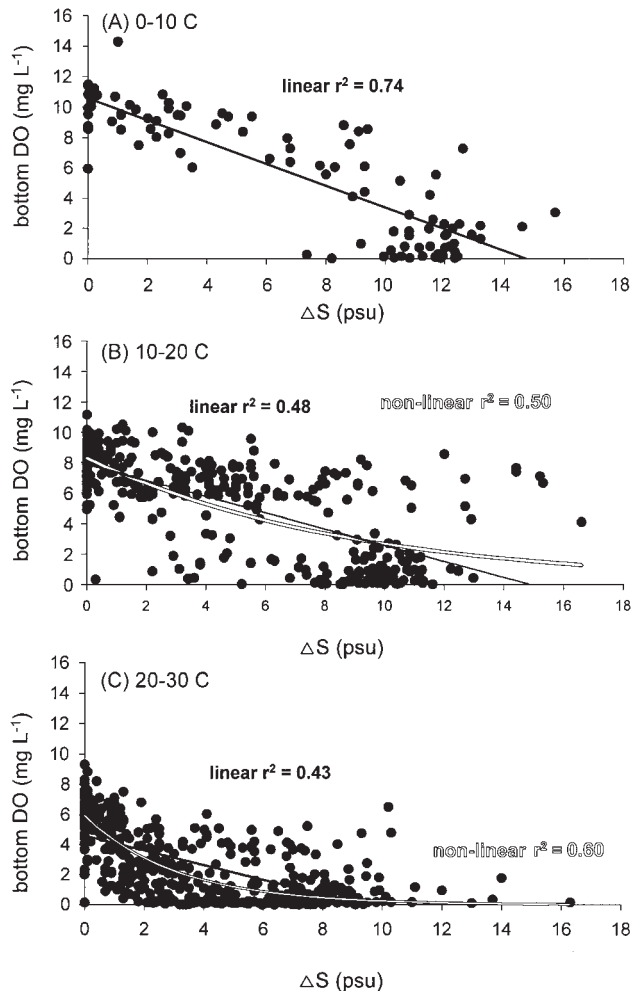 (A) 0-10 C
16
14
12
10
8
6
4
2
0
bottom DO (mg L⁻¹)
linear r² = 0.74
0 2 4 6 8 10 12 14 16 18
△S (psu)
(B) 10-20 C
16
14
12
10
8
6
4
2
0
bottom DO (mg L⁻¹)
linear r² = 0.48
non-linear r² = 0.50
0 2 4 6 8 10 12 14 16 18
△S (psu)
(C) 20-30 C
16
14
12
10
8
6
4
2
0
bottom DO (mg L⁻¹)
linear r² = 0.43
non-linear r² = 0.60
0 2 4 6 8 10 12 14 16 18
△S (psu)